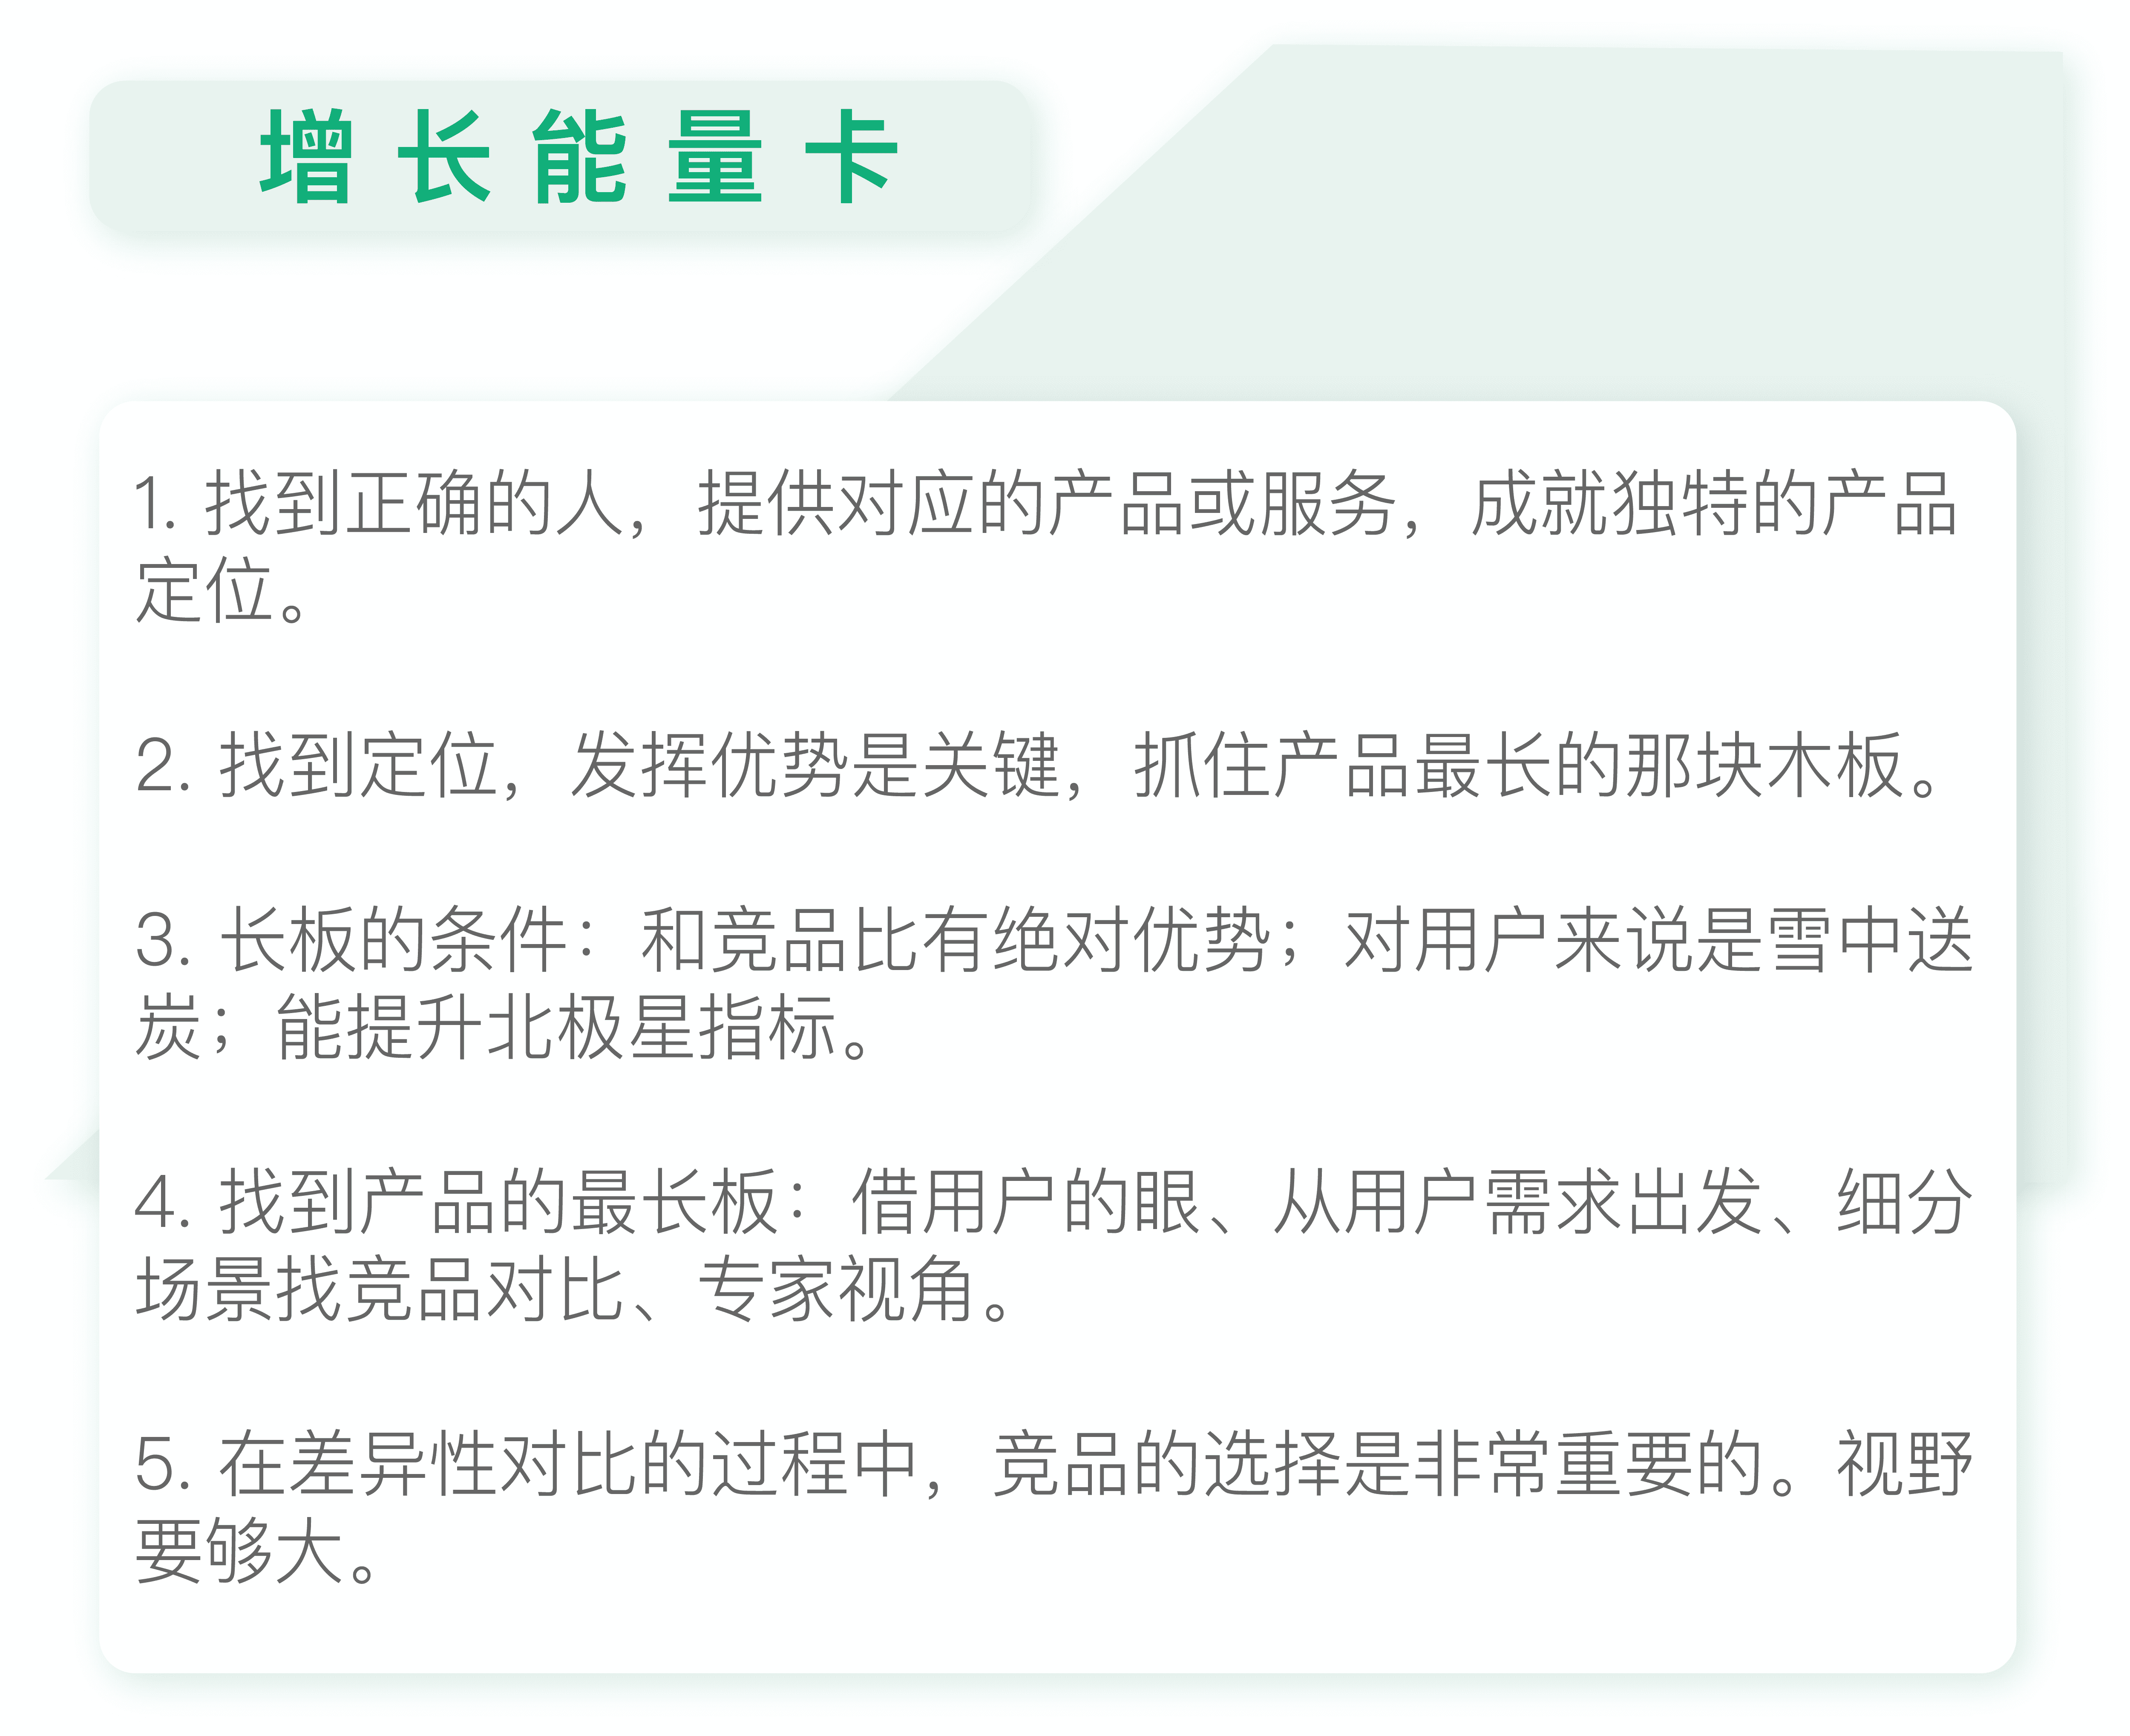 增长能量卡
1. 找到正确的人，提供对应的产品或服务，成就独特的产品
定位。
2. 找到定位，发挥优势是关键，抓住产品最长的那块木板。
3. 长板的条件：和竞品比有绝对优势；对用户来说是雪中送
炭；能提升北极星指标。
4. 找到产品的最长板：借用户的眼、从用户需求出发、细分
场景找竞品对比、专家视角。
5. 在差异性对比的过程中，竞品的选择是非常重要的。视野
要够大。